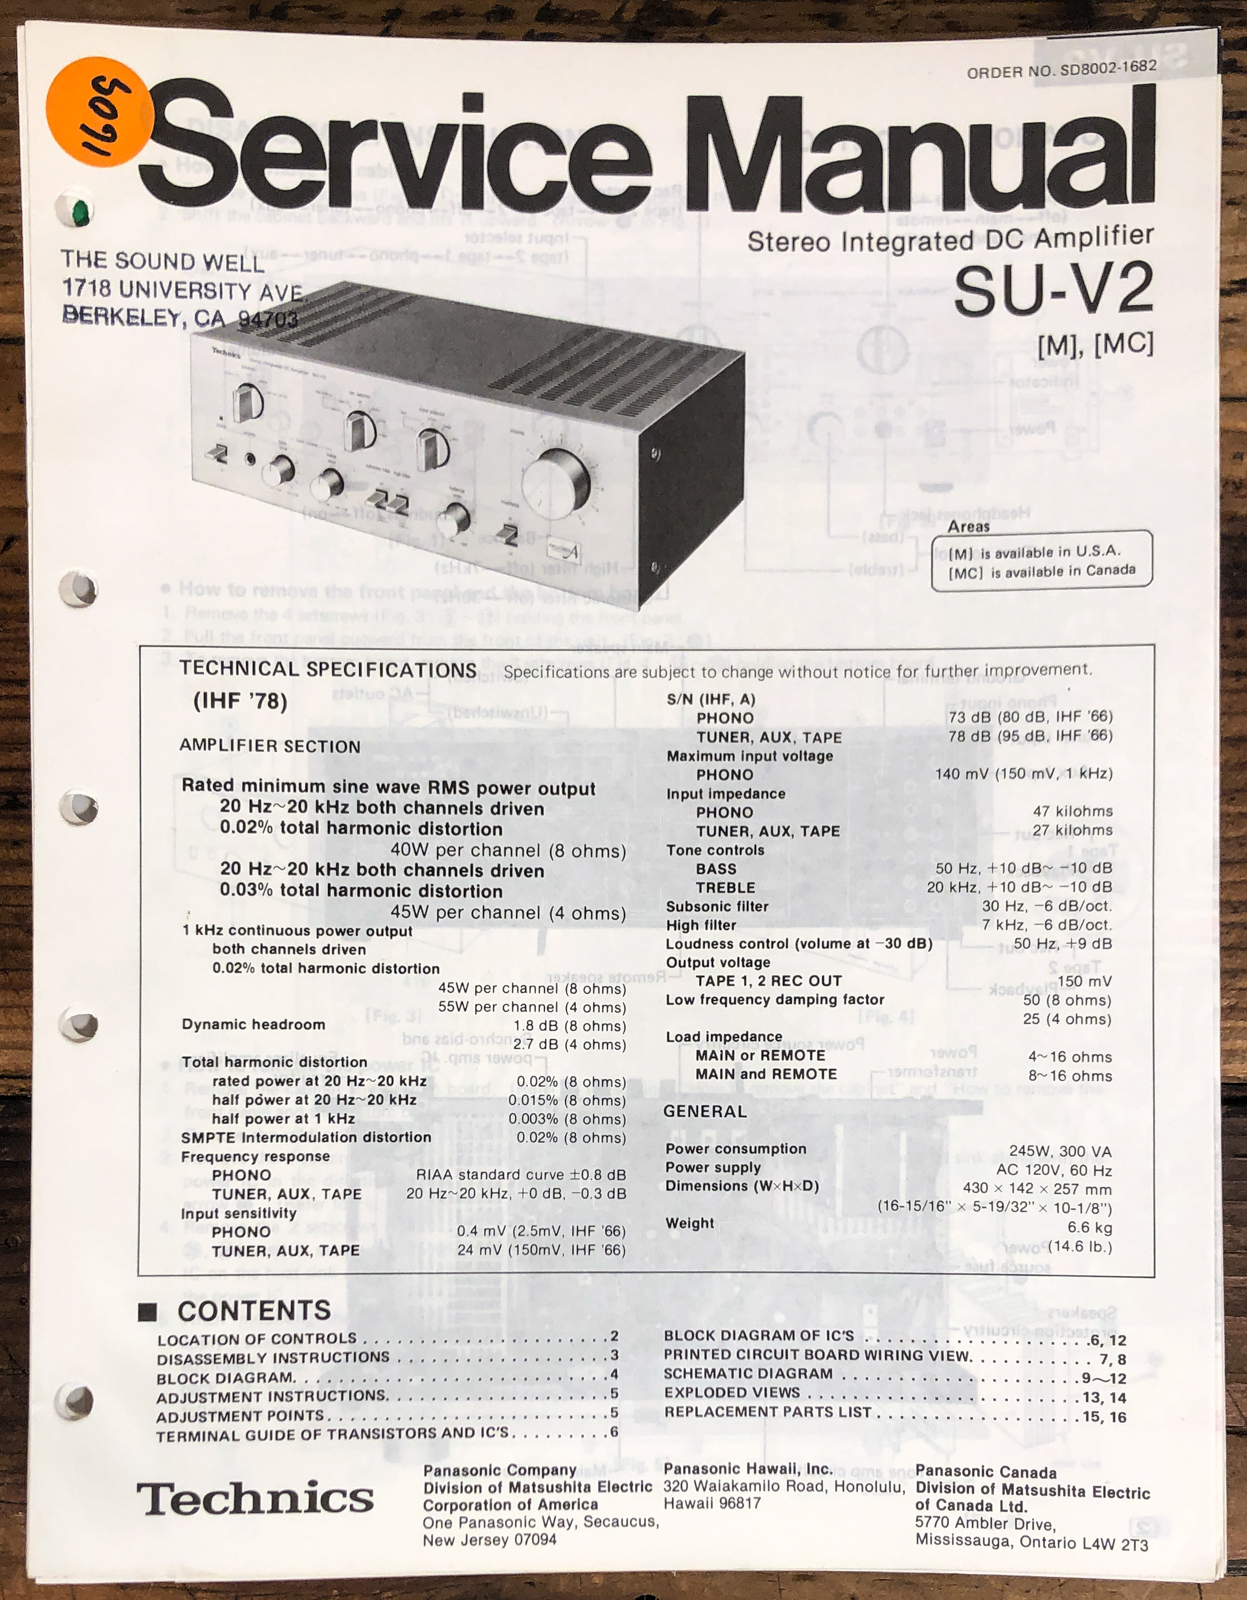 ORDER NO. SD8002-1682
5091
Service Manual
Stereo Integrated DC Amplifier
SU-V2
[M], [MC]
THE SOUND WELL
1718 UNIVERSITY AVE.
BERKELEY, CA 94703
Technics
Areas
[M] is available in U.S.A.
[MC] is available in Canada
TECHNICAL SPECIFICATIONS Specifications are subject to change without notice for further improvement.
(IHF '78)
AMPLIFIER SECTION
Rated minimum sine wave RMS power output
20 Hz~20 kHz both channels driven
0.02% total harmonic distortion
40W per channel (8 ohms)
20 Hz~20 kHz both channels driven
0.03% total harmonic distortion
45W per channel (4 ohms)
1 kHz continuous power output
both channels driven
0.02% total harmonic distortion
45W per channel (8 ohms)
55W per channel (4 ohms)
Dynamic headroom 1.8 dB (8 ohms)
2.7 dB (4 ohms)
Total harmonic distortion
rated power at 20 Hz~20 kHz 0.02% (8 ohms)
half power at 20 Hz~20 kHz 0.015% (8 ohms)
half power at 1 kHz 0.003% (8 ohms)
SMPTE Intermodulation distortion 0.02% (8 ohms)
Frequency response
PHONO RIAA standard curve ±0.8 dB
TUNER, AUX, TAPE 20 Hz~20 kHz, +0 dB, −0.3 dB
Input sensitivity
PHONO 0.4 mV (2.5mV, IHF '66)
TUNER, AUX, TAPE 24 mV (150mV, IHF '66)
S/N (IHF, A)
PHONO 73 dB (80 dB, IHF '66)
TUNER, AUX, TAPE 78 dB (95 dB, IHF '66)
Maximum input voltage
PHONO 140 mV (150 mV, 1 kHz)
Input impedance
PHONO 47 kilohms
TUNER, AUX, TAPE 27 kilohms
Tone controls
BASS 50 Hz, +10 dB~ −10 dB
TREBLE 20 kHz, +10 dB~ −10 dB
Subsonic filter 30 Hz, −6 dB/oct.
High filter 7 kHz, −6 dB/oct.
Loudness control (volume at −30 dB) 50 Hz, +9 dB
Output voltage
TAPE 1, 2 REC OUT 150 mV
Low frequency damping factor 50 (8 ohms)
25 (4 ohms)
Load impedance
MAIN or REMOTE 4~16 ohms
MAIN and REMOTE 8~16 ohms
GENERAL
Power consumption 245W, 300 VA
Power supply AC 120V, 60 Hz
Dimensions (W×H×D) 430 × 142 × 257 mm
(16-15/16" × 5-19/32" × 10-1/8")
Weight 6.6 kg
(14.6 lb.)
■ CONTENTS
LOCATION OF CONTROLS . . . . . . . . . . . . . . . . . . . . . . . 2
DISASSEMBLY INSTRUCTIONS . . . . . . . . . . . . . . . . . . . . 3
BLOCK DIAGRAM. . . . . . . . . . . . . . . . . . . . . . . . . . . . . 4
ADJUSTMENT INSTRUCTIONS. . . . . . . . . . . . . . . . . . . . . 5
ADJUSTMENT POINTS. . . . . . . . . . . . . . . . . . . . . . . . . . 5
TERMINAL GUIDE OF TRANSISTORS AND IC'S. . . . . . . . . 6
BLOCK DIAGRAM OF IC'S . . . . . . . . . . . . . . . . . . . . .6, 12
PRINTED CIRCUIT BOARD WIRING VIEW. . . . . . . . . . . 7, 8
SCHEMATIC DIAGRAM . . . . . . . . . . . . . . . . . . . . . . .9~12
EXPLODED VIEWS . . . . . . . . . . . . . . . . . . . . . . . . . 13, 14
REPLACEMENT PARTS LIST . . . . . . . . . . . . . . . . . . . 15, 16
Technics
Panasonic Company
Division of Matsushita Electric
Corporation of America
One Panasonic Way, Secaucus,
New Jersey 07094
Panasonic Hawaii, Inc.
320 Waiakamilo Road, Honolulu,
Hawaii 96817
Panasonic Canada
Division of Matsushita Electric
of Canada Ltd.
5770 Ambler Drive,
Mississauga, Ontario L4W 2T3